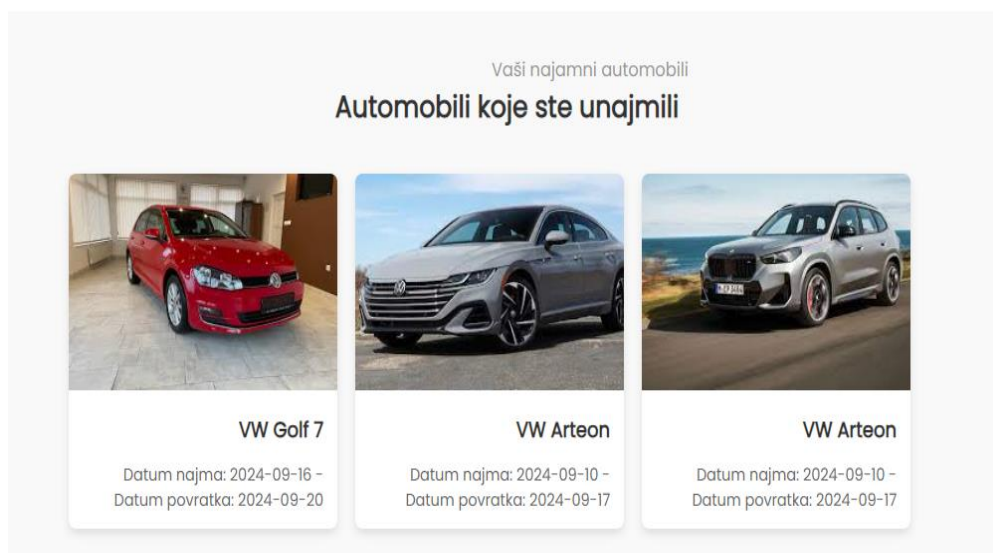 Vaši najamni automobili
Automobili koje ste unajmili
VW Golf 7
Datum najma: 2024-09-16 -
Datum povratka: 2024-09-20
VW Arteon
Datum najma: 2024-09-10 -
Datum povratka: 2024-09-17
VW Arteon
Datum najma: 2024-09-10 -
Datum povratka: 2024-09-17